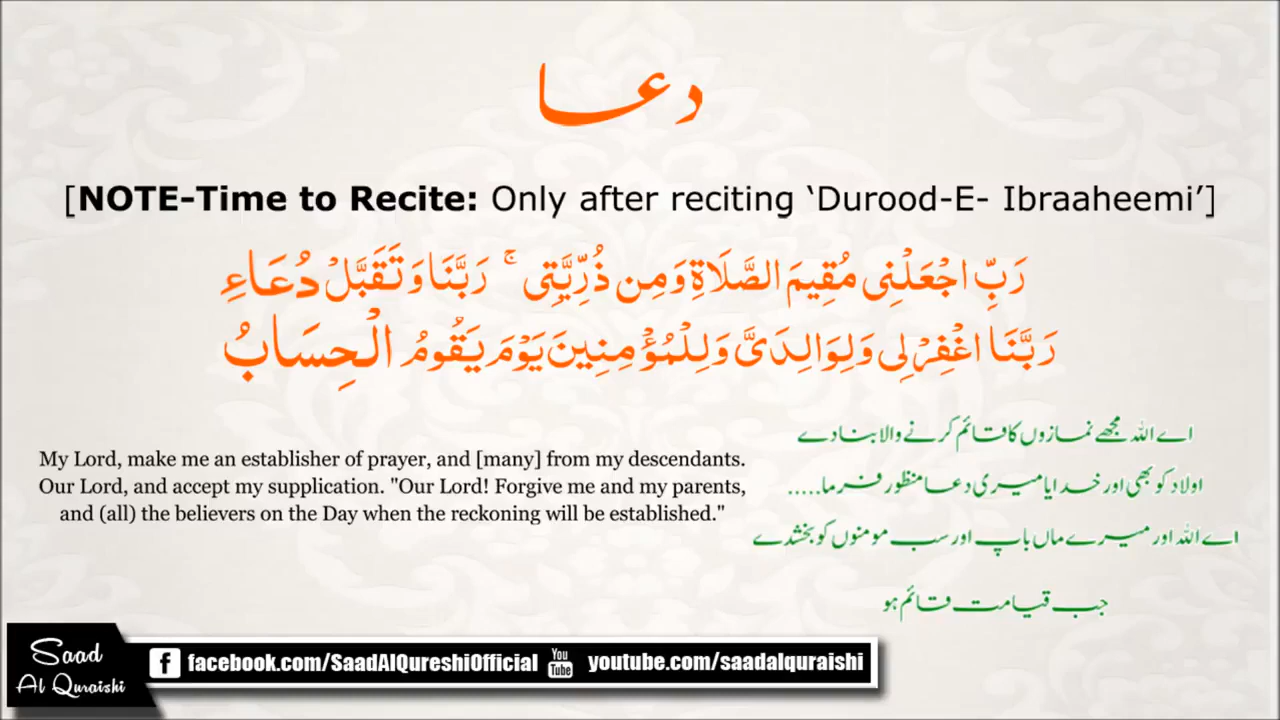 دعا
[NOTE-Time to Recite: Only after reciting ‘Durood-E- Ibraaheemi’]
رَبِّ اجْعَلْنِی مُقِیمَ الصَّلَاةِ وَمِن ذُرِّیَّتِی ۚ رَبَّنَا وَتَقَبَّلْ دُعَاءِ
رَبَّنَا اغْفِرْلِی وَلِوَالِدَیَّ وَلِلْمُؤْمِنِینَ یَوْمَ یَقُومُ الْحِسَابُ
My Lord, make me an establisher of prayer, and [many] from my descendants.
Our Lord, and accept my supplication. "Our Lord! Forgive me and my parents,
and (all) the believers on the Day when the reckoning will be established."
اے اللہ مجھے نمازوں کا قائم کرنے والا بنا دے
اولاد کو بھی اور خدایا میری دعا منظور فرما.....
اے اللہ اور میرے ماں باپ اور سب مومنوں کو بخشدے
جب قیامت قائم ہو
Saad
Al Quraishi
facebook.com/SaadAlQureshiOfficial
You
Tube
youtube.com/saadalquraishi